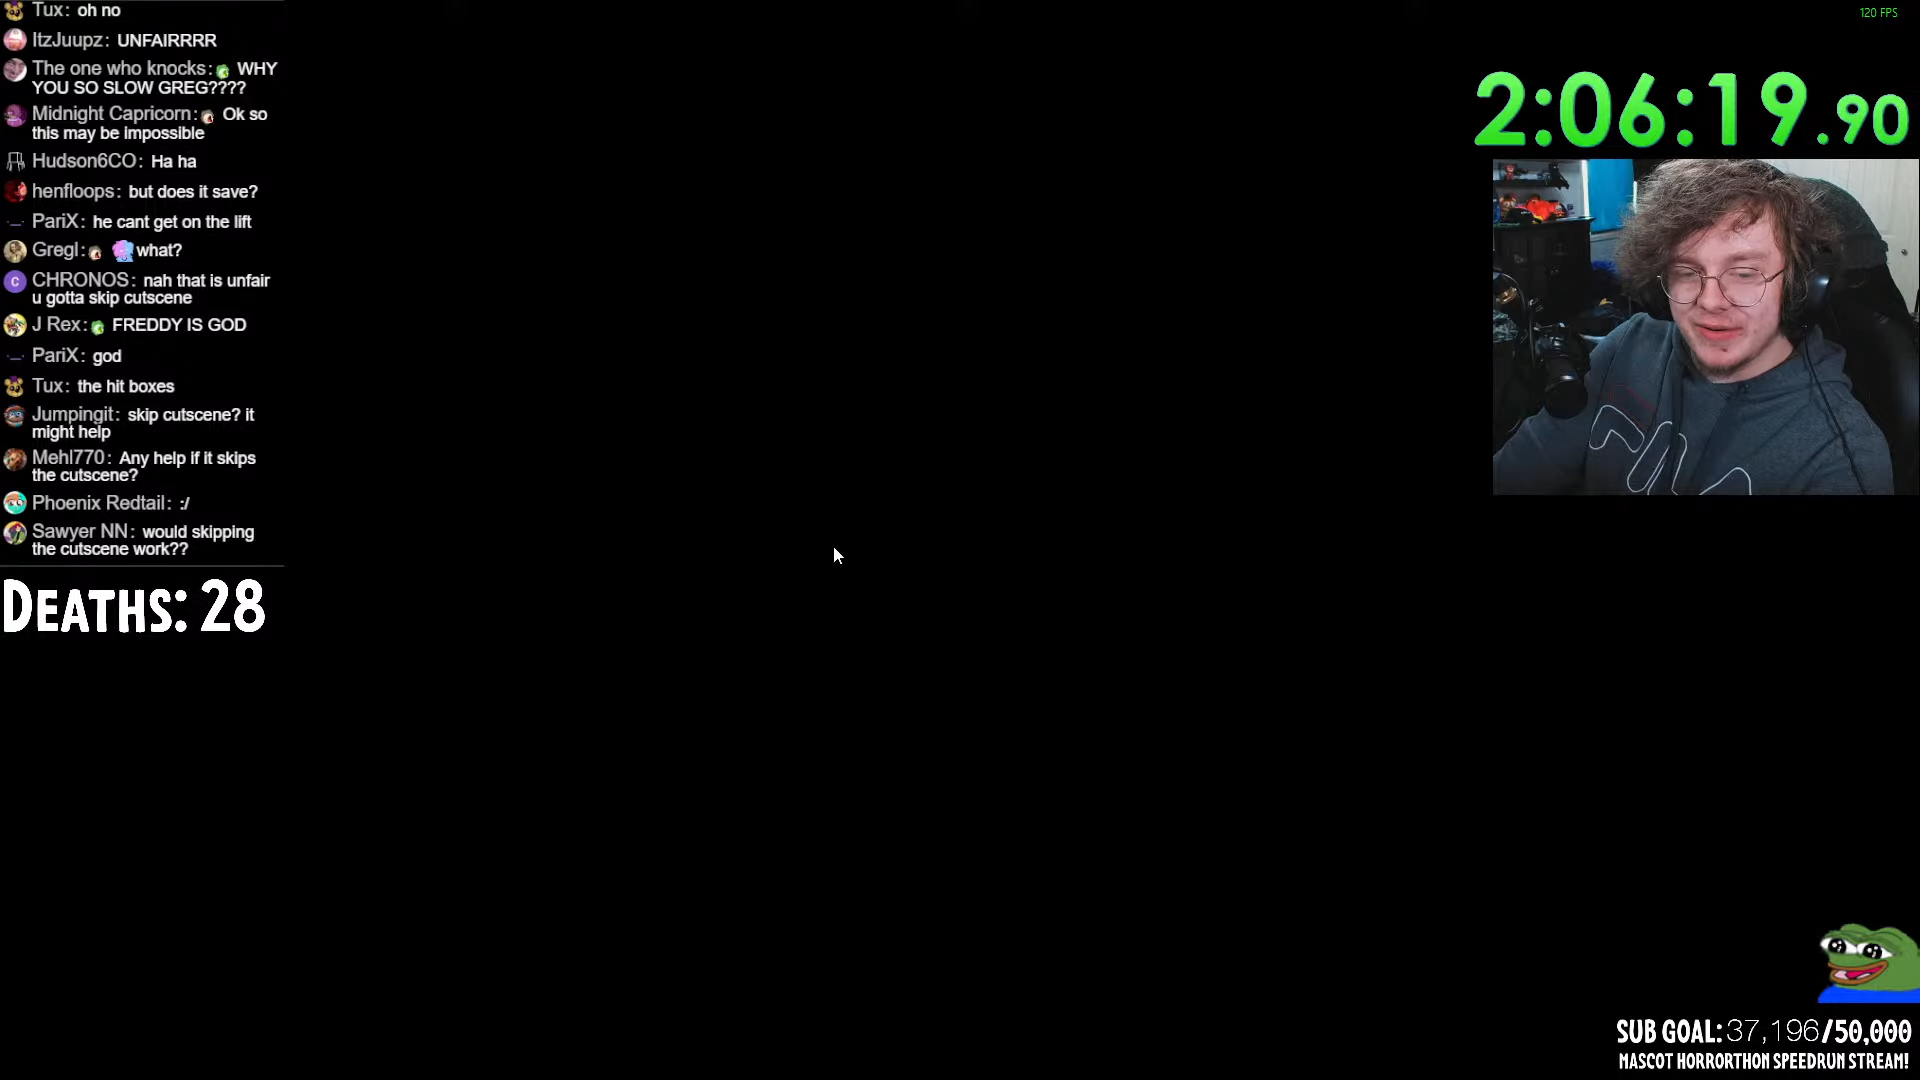 Tux: oh no
120 FPS
ItzJuupz: UNFAIRRRR
The one who knocks: WHY
YOU SO SLOW GREG????
Midnight Capricorn: Ok so
this may be impossible
Hudson6CO: Ha ha
henfloops: but does it save?
PariX: he cant get on the lift
Gregl: what?
C CHRONOS: nah that is unfair
u gotta skip cutscene
J Rex: FREDDY IS GOD
PariX: god
Tux: the hit boxes
Jumpingit: skip cutscene? it
might help
Mehl770: Any help if it skips
the cutscene?
Phoenix Redtail: :/
Sawyer NN: would skipping
the cutscene work??
DEATHS: 28
2:06:19.90
SUB GOAL: 37,196/50,000
MASCOT HORRORTHON SPEEDRUN STREAM!